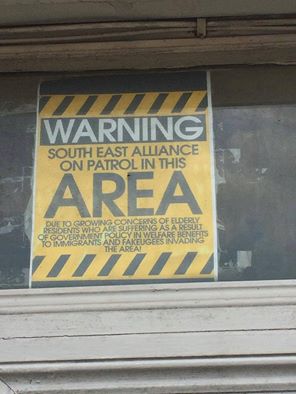 WARNING
SOUTH EAST ALLIANCE
ON PATROL IN THIS
AREA
DUE TO GROWING CONCERNS OF ELDERLY
RESIDENTS WHO ARE SUFFERING AS A RESULT
OF GOVERNMENT POLICY IN WELFARE BENEFITS
TO IMMIGRANTS AND FAKEUGEES INVADING
THE AREA!